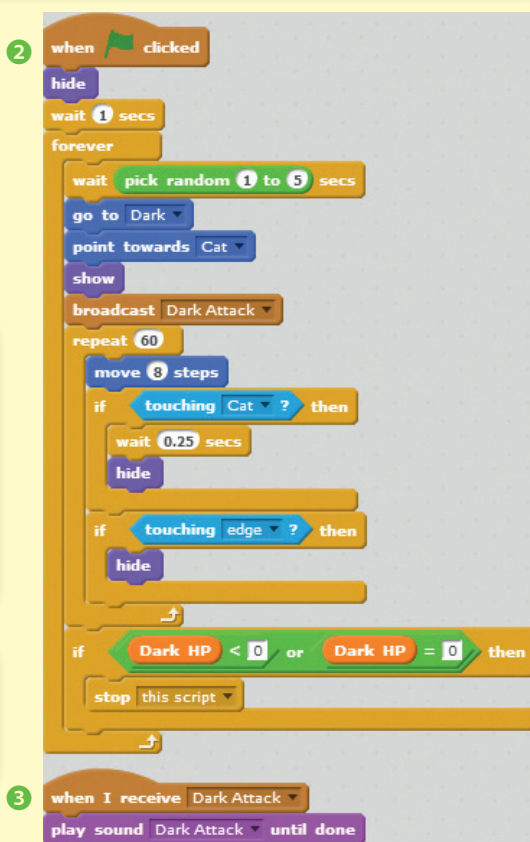 2
when clicked
hide
wait 1 secs
forever
wait pick random 1 to 5 secs
go to Dark
point towards Cat
show
broadcast Dark Attack
repeat 60
move 8 steps
if touching Cat ? then
wait 0.25 secs
hide
if touching edge ? then
hide
if Dark HP < 0 or Dark HP = 0 then
stop this script
3
when I receive Dark Attack
play sound Dark Attack until done